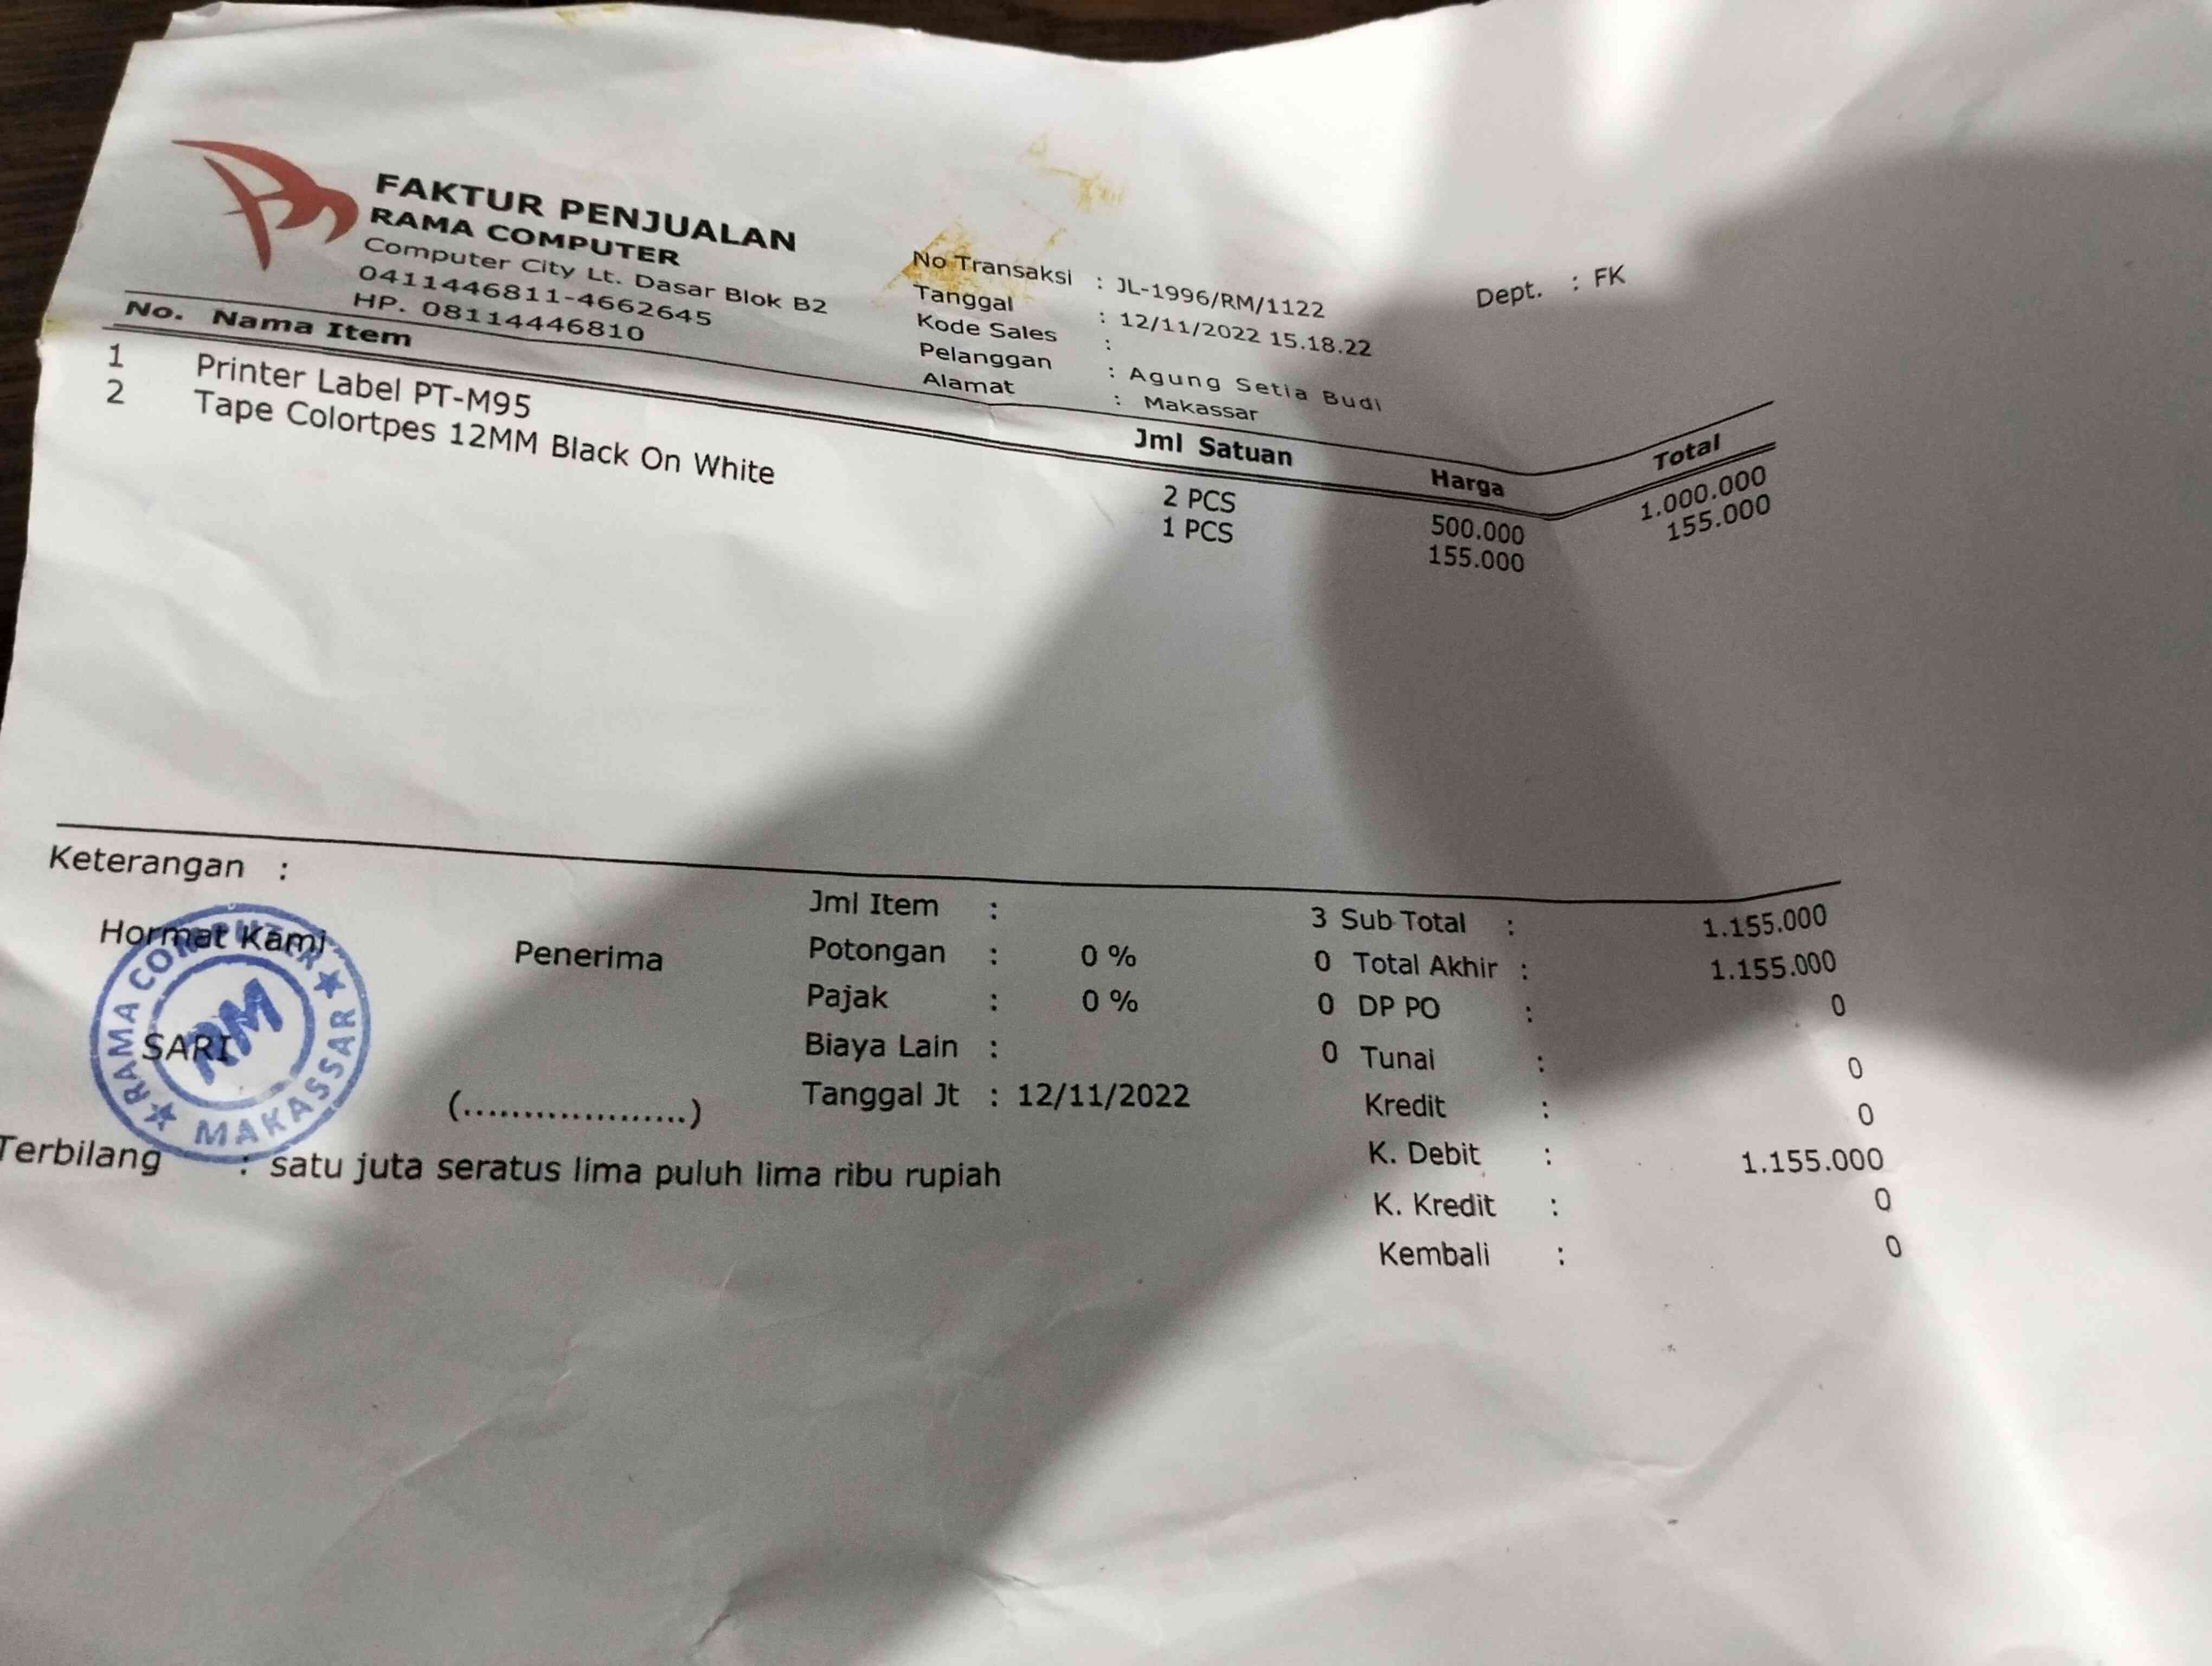 FAKTUR PENJUALAN
RAMA COMPUTER
Computer City Lt. Dasar Blok B2
0411446811-4662645
HP. 08114446810
No Transaksi : JL-1996/RM/1122
Tanggal : 12/11/2022 15.18.22
Kode Sales :
Pelanggan : Agung Setia Budi
Alamat : Makassar
Dept. : FK
No. Nama Item Jml Satuan Harga Total
1 Printer Label PT-M95 2 PCS 500.000 1.000.000
2 Tape Colortpes 12MM Black On White 1 PCS 155.000 155.000
Keterangan :
Hormat Kami
Penerima
RAMA COMPUTER
RM
MAKASSAR
SARI
(....................)
Jml Item : 3
Potongan : 0 % 0
Pajak : 0 % 0
Biaya Lain : 0
Tanggal Jt : 12/11/2022
Sub Total : 1.155.000
Total Akhir : 1.155.000
DP PO : 0
Tunai : 0
Kredit : 0
K. Debit : 1.155.000
K. Kredit : 0
Kembali : 0
Terbilang : satu juta seratus lima puluh lima ribu rupiah